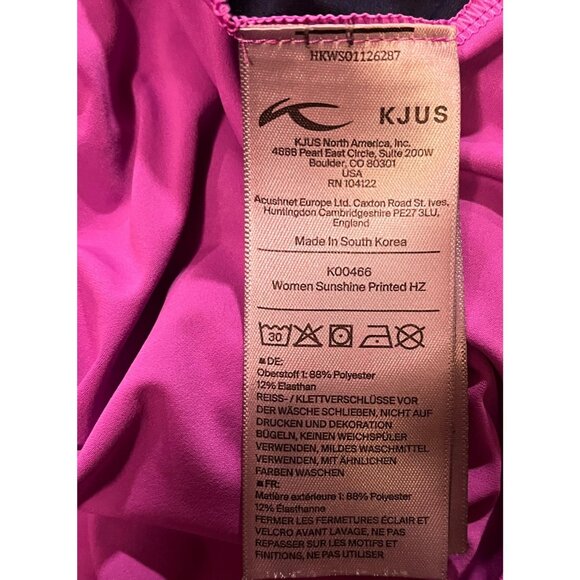 HKWS01126287
KJUS
KJUS North America, Inc.
4888 Pearl East Circle, Suite 200W
Boulder, CO 80301
USA
RN 104122
Acushnet Europe Ltd. Caxton Road St. Ives,
Huntingdon Cambridgeshire PE27 3LU,
England
Made In South Korea
K00466
Women Sunshine Printed HZ
30
DE:
Oberstoff 1: 88% Polyester
12% Elasthan
REISS- / KLETTVERSCHLÜSSE VOR
DER WÄSCHE SCHLIEßEN, NICHT AUF
DRUCKEN UND DEKORATION
BÜGELN, KEINEN WEICHSPÜLER
VERWENDEN, MILDES WASCHMITTEL
VERWENDEN, MIT ÄHNLICHEN
FARBEN WASCHEN
FR:
Matière extérieure 1: 88% Polyester
12% Élasthanne
FERMER LES FERMETURES ÉCLAIR ET
VELCRO AVANT LAVAGE, NE PAS
REPASSER SUR LES MOTIFS ET
FINITIONS, NE PAS UTILISER